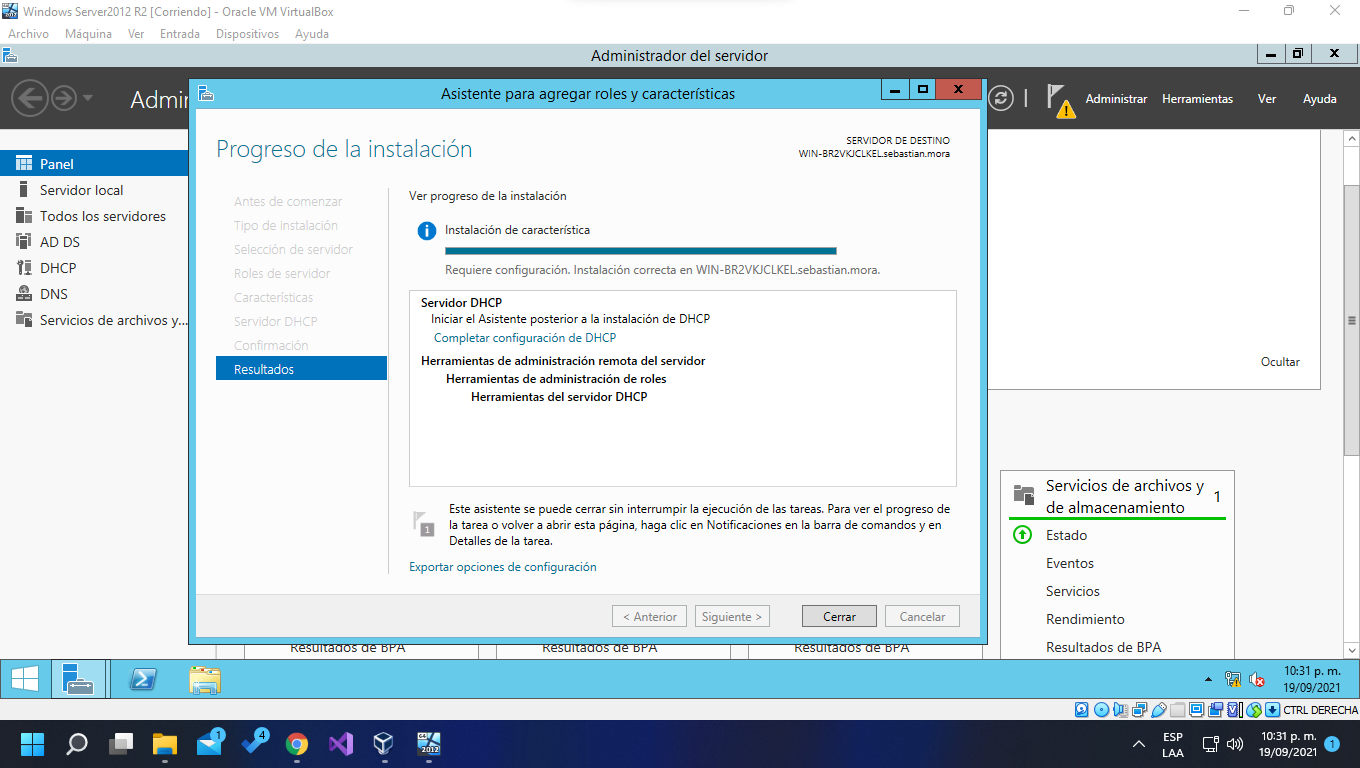 Windows Server2012 R2 [Corriendo] - Oracle VM VirtualBox
Archivo Máquina Ver Entrada Dispositivos Ayuda
Administrador del servidor
Admin
Asistente para agregar roles y características
Administrar Herramientas Ver Ayuda
Panel
Servidor local
Todos los servidores
AD DS
DHCP
DNS
Servicios de archivos y...
Progreso de la instalación
SERVIDOR DE DESTINO
WIN-BR2VKJCLKEL.sebastian.mora
Antes de comenzar
Tipo de instalación
Selección de servidor
Roles de servidor
Características
Servidor DHCP
Confirmación
Resultados
Ver progreso de la instalación
Instalación de característica
Requiere configuración. Instalación correcta en WIN-BR2VKJCLKEL.sebastian.mora.
Servidor DHCP
Iniciar el Asistente posterior a la instalación de DHCP
Completar configuración de DHCP
Herramientas de administración remota del servidor
Herramientas de administración de roles
Herramientas del servidor DHCP
1
Este asistente se puede cerrar sin interrumpir la ejecución de las tareas. Para ver el progreso de
la tarea o volver a abrir esta página, haga clic en Notificaciones en la barra de comandos y en
Detalles de la tarea.
Exportar opciones de configuración
< Anterior Siguiente > Cerrar Cancelar
Ocultar
Servicios de archivos y
de almacenamiento
1
Estado
Eventos
Servicios
Rendimiento
Resultados de BPA
Resultados de BPA Resultados de BPA Resultados de BPA
10:31 p. m.
19/09/2021
CTRL DERECHA
1
4
64
2012
ESP
LAA
10:31 p. m.
19/09/2021
1